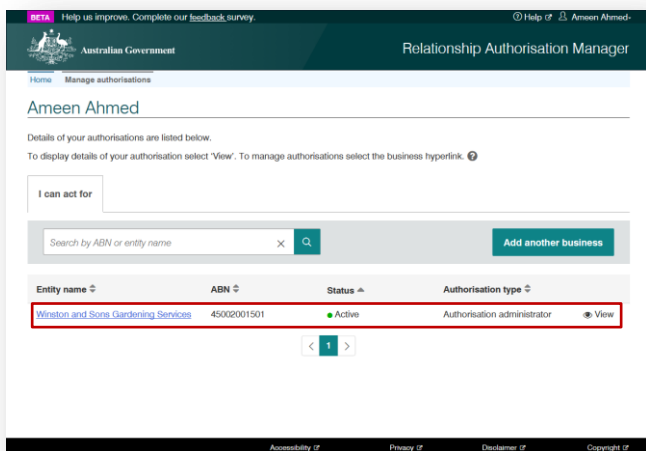 BETA Help us improve. Complete our feedback survey. Help Ameen Ahmed
Australian Government Relationship Authorisation Manager
Home Manage authorisations
Ameen Ahmed
Details of your authorisations are listed below.
To display details of your authorisation select 'View'. To manage authorisations select the business hyperlink.
I can act for
Search by ABN or entity name
Add another business
Entity name ABN Status Authorisation type
Winston and Sons Gardening Services 45002001501 Active Authorisation administrator View
< 1 >
Accessibility Privacy Disclaimer Copyright